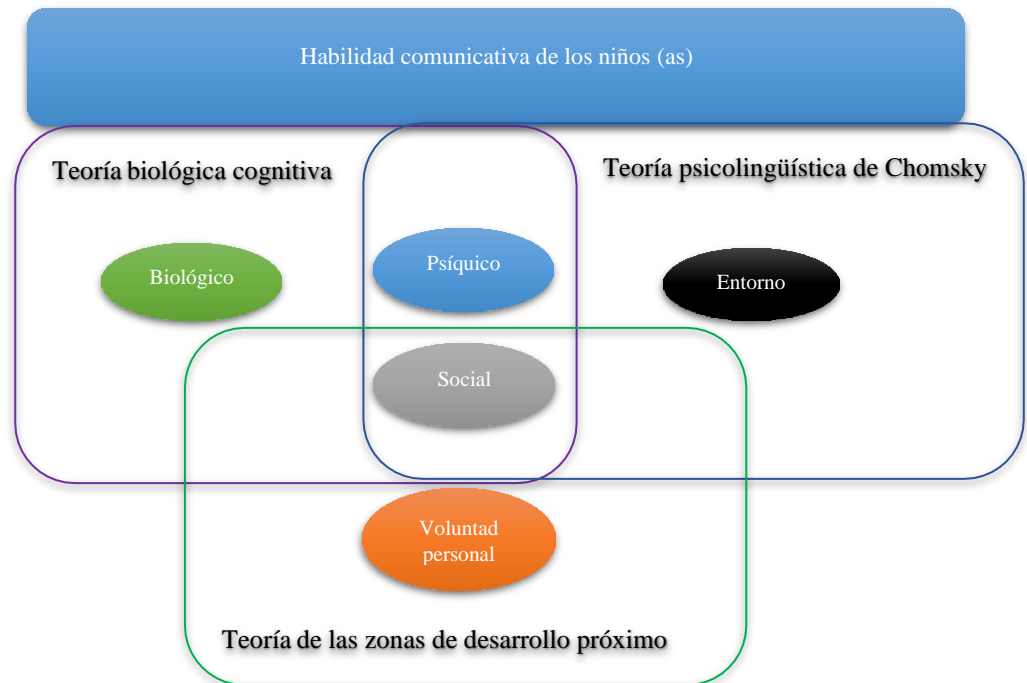 Habilidad comunicativa de los niños (as)
Teoría biológica cognitiva
Teoría psicolingüística de Chomsky
Biológico
Psíquico
Entorno
Social
Voluntad
personal
Teoría de las zonas de desarrollo próximo